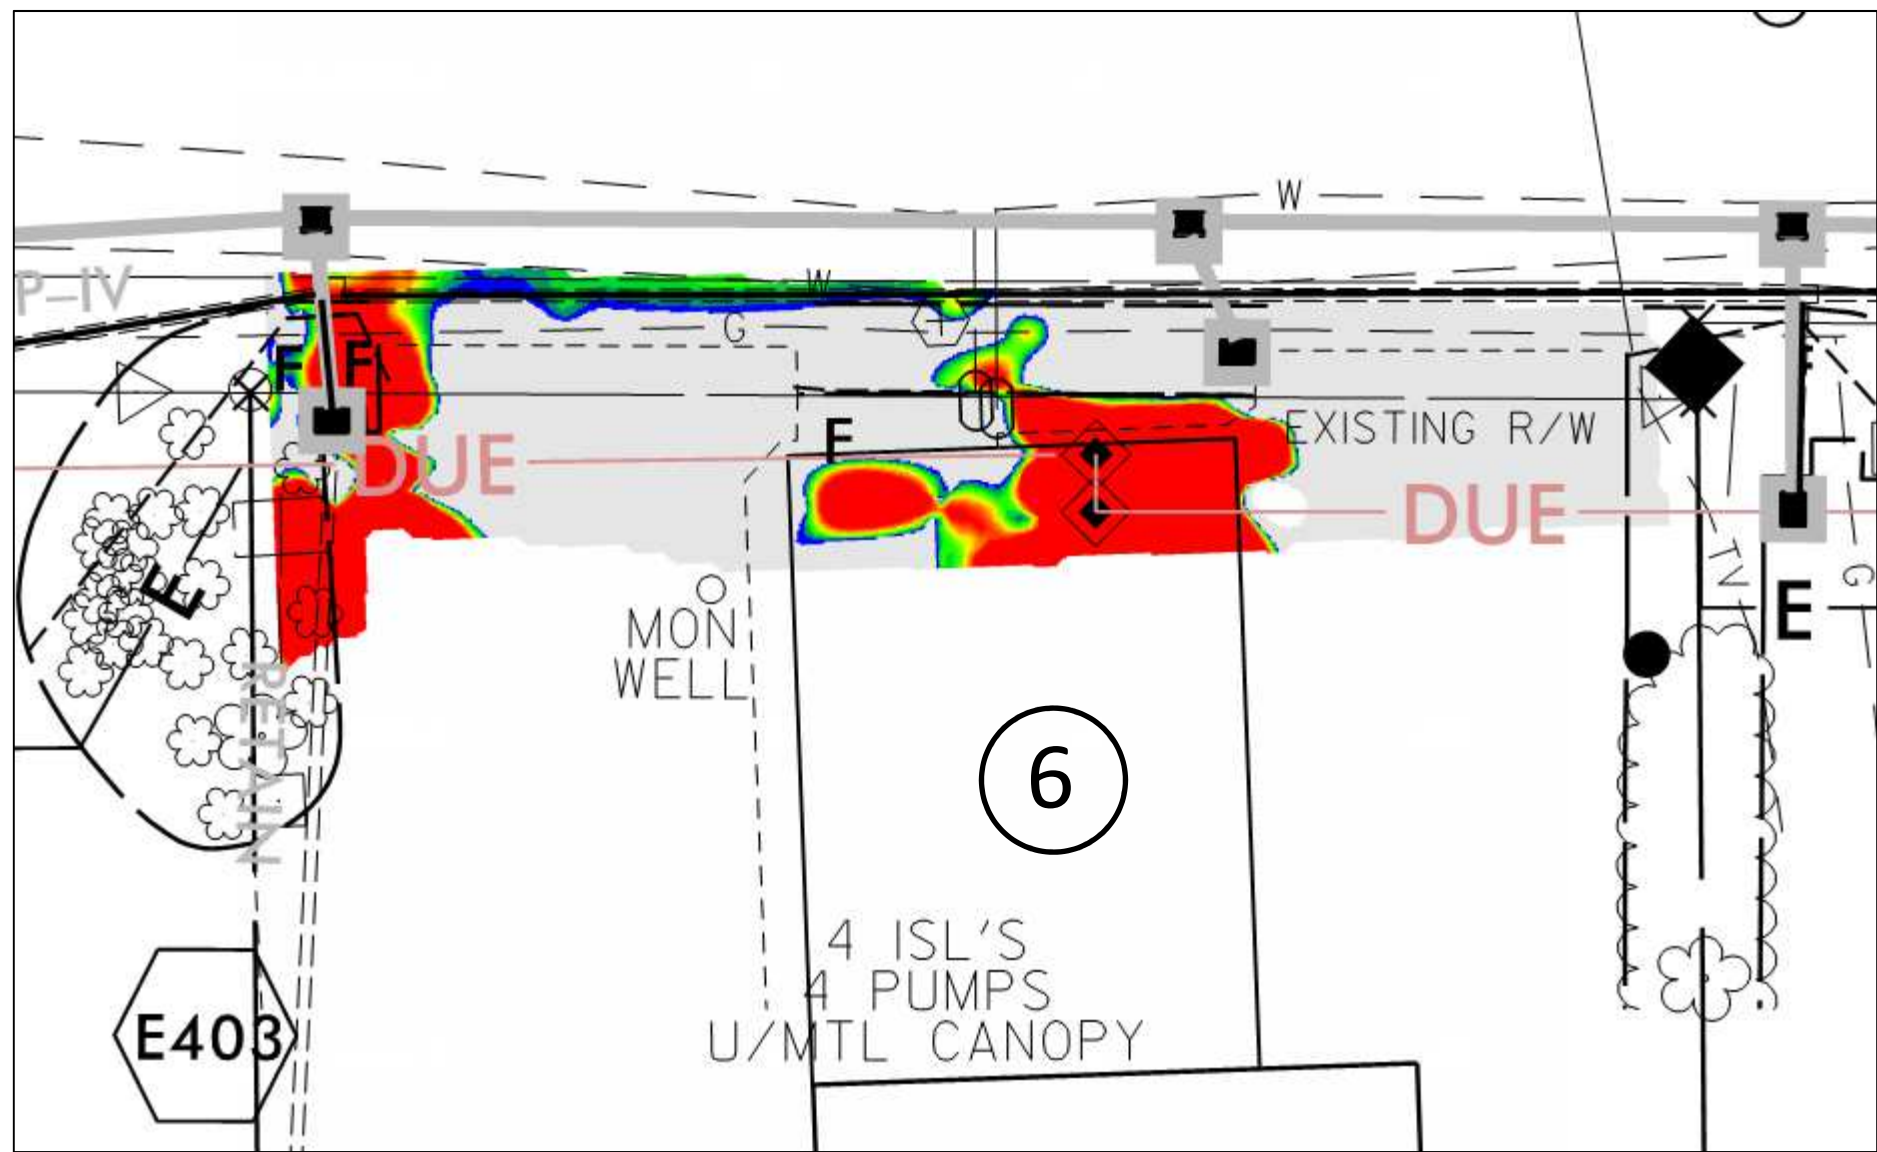 W
P-IV
W
G
F
F
F
EXISTING R/W
DUE
DUE
TV
G
E
E
MON
WELL
RETAIN
6
4 ISL'S
4 PUMPS
U/MTL CANOPY
E403